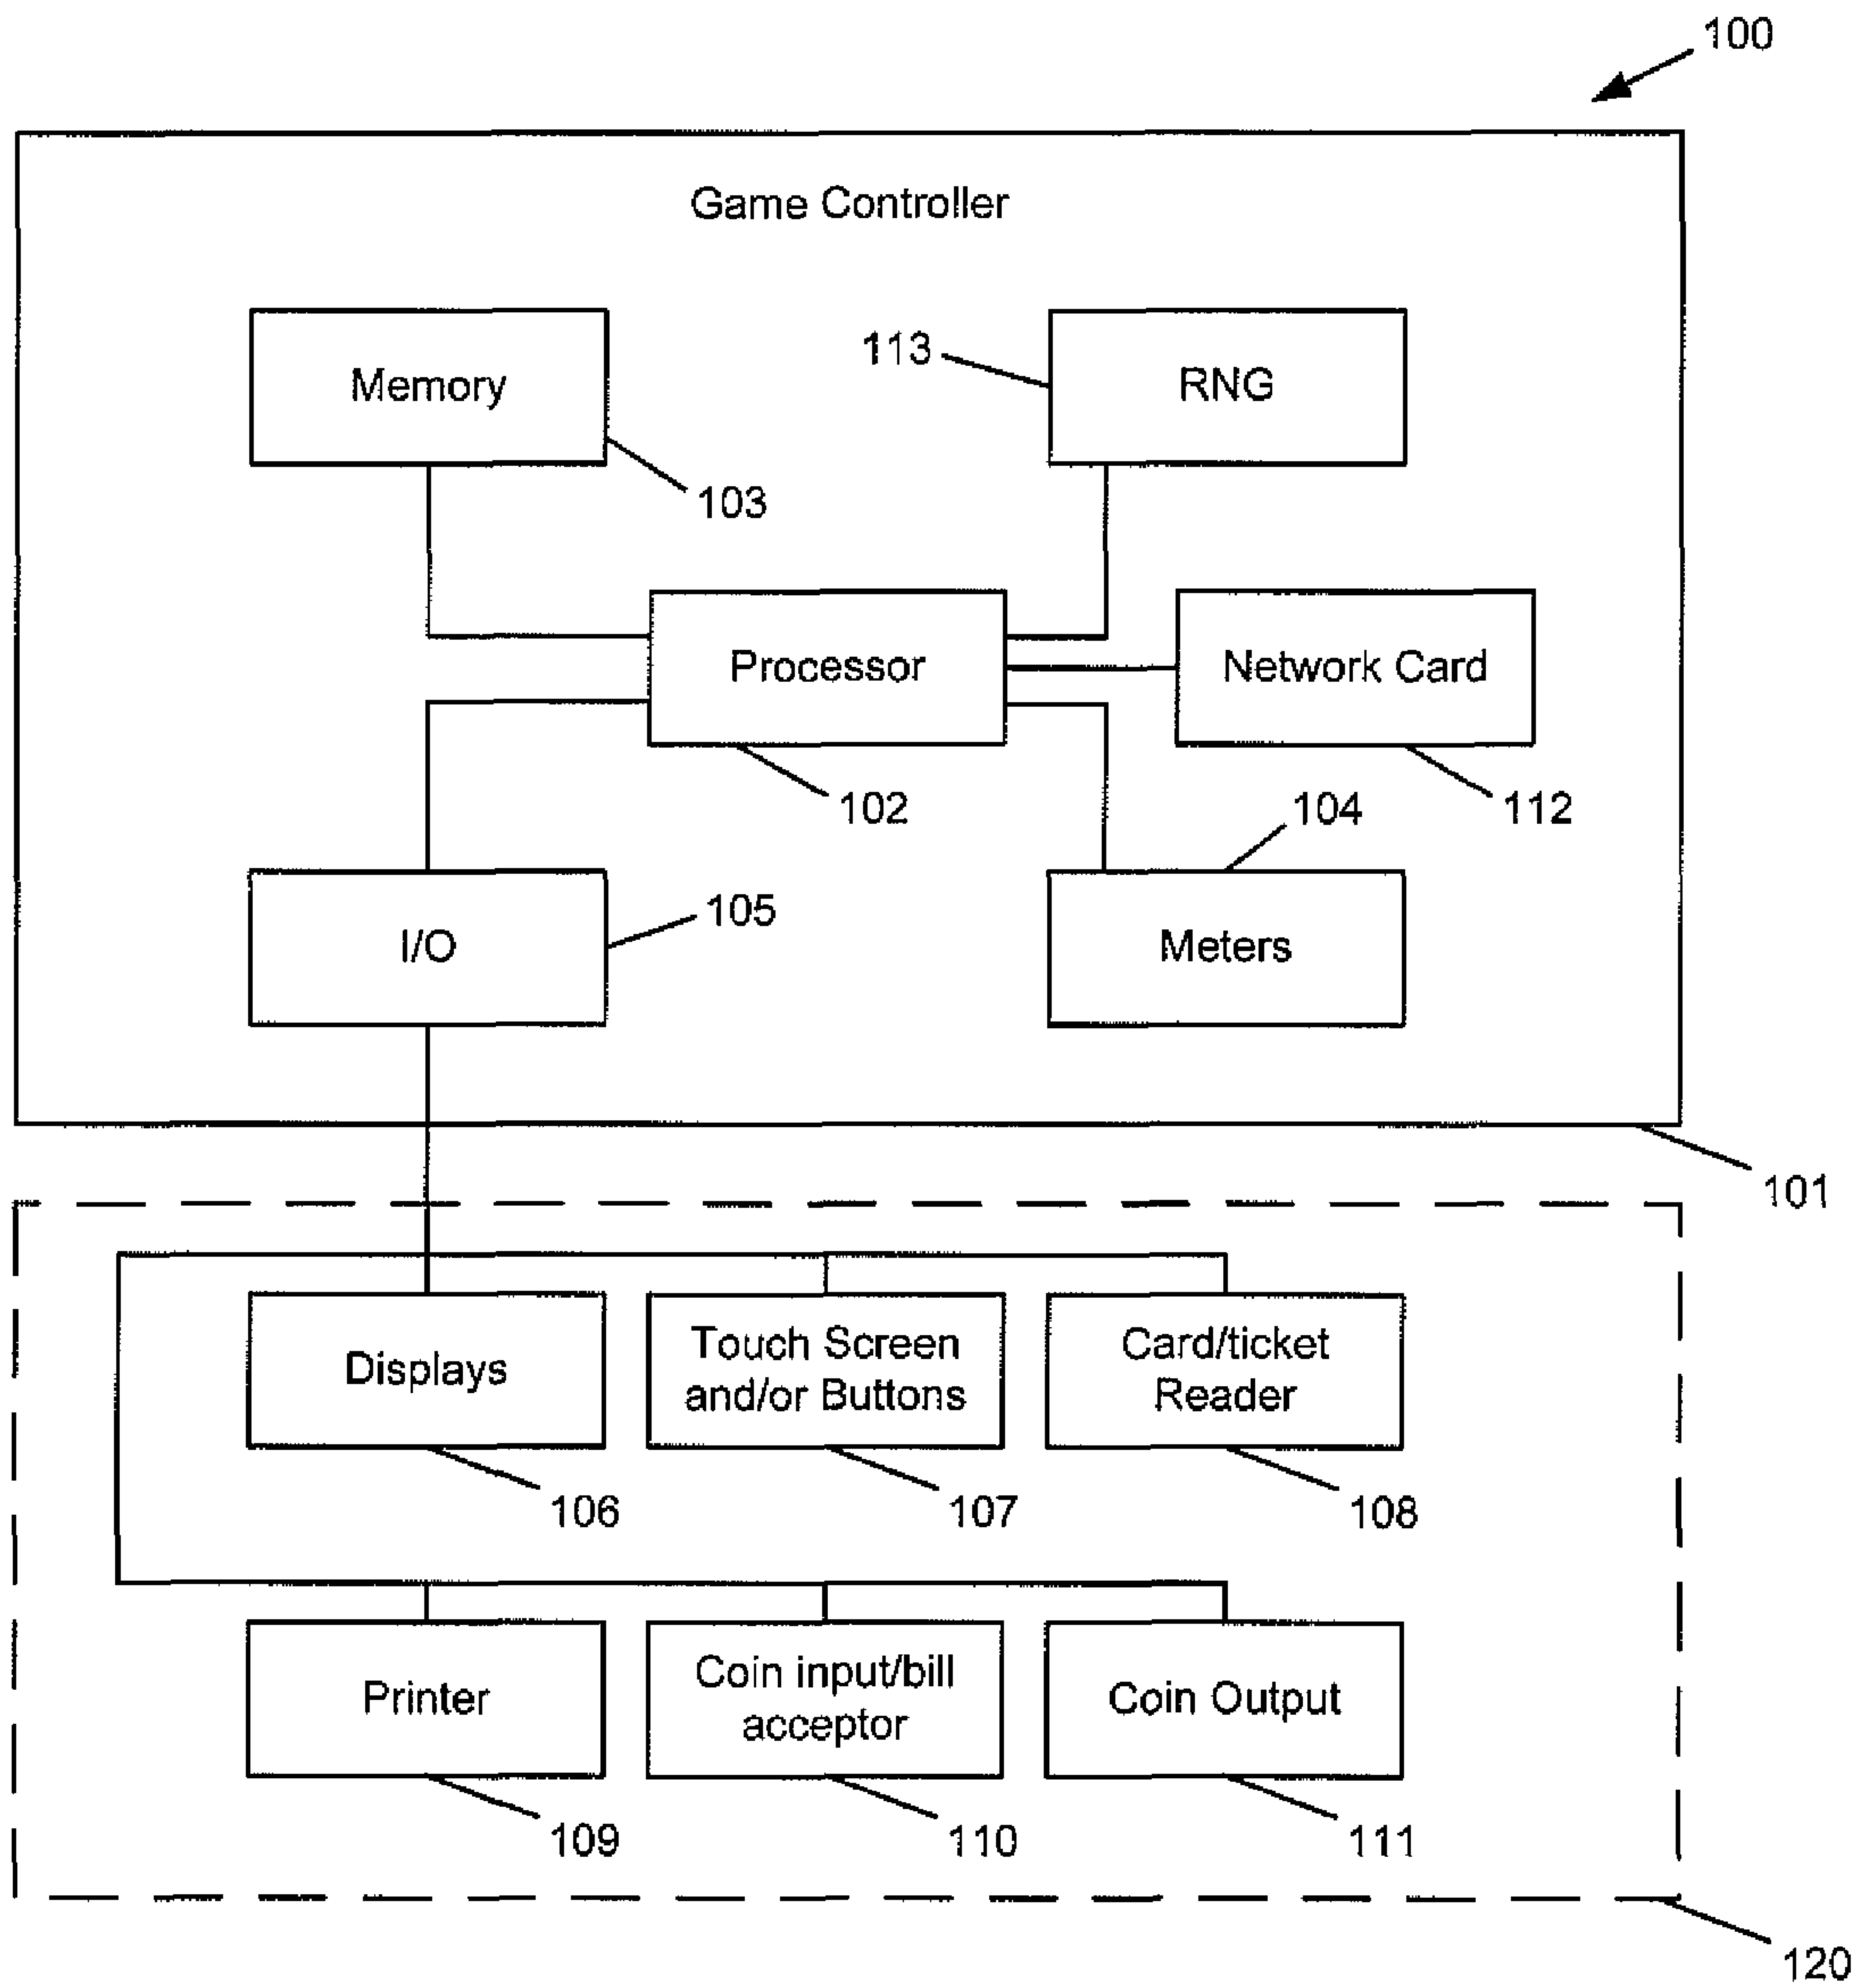 100
Game Controller
Memory
113
RNG
103
Processor
Network Card
102
104
112
I/O
105
Meters
101
Displays
Touch Screen
and/or Buttons
Card/ticket
Reader
106
107
108
Printer
Coin input/bill
acceptor
Coin Output
109
110
111
120